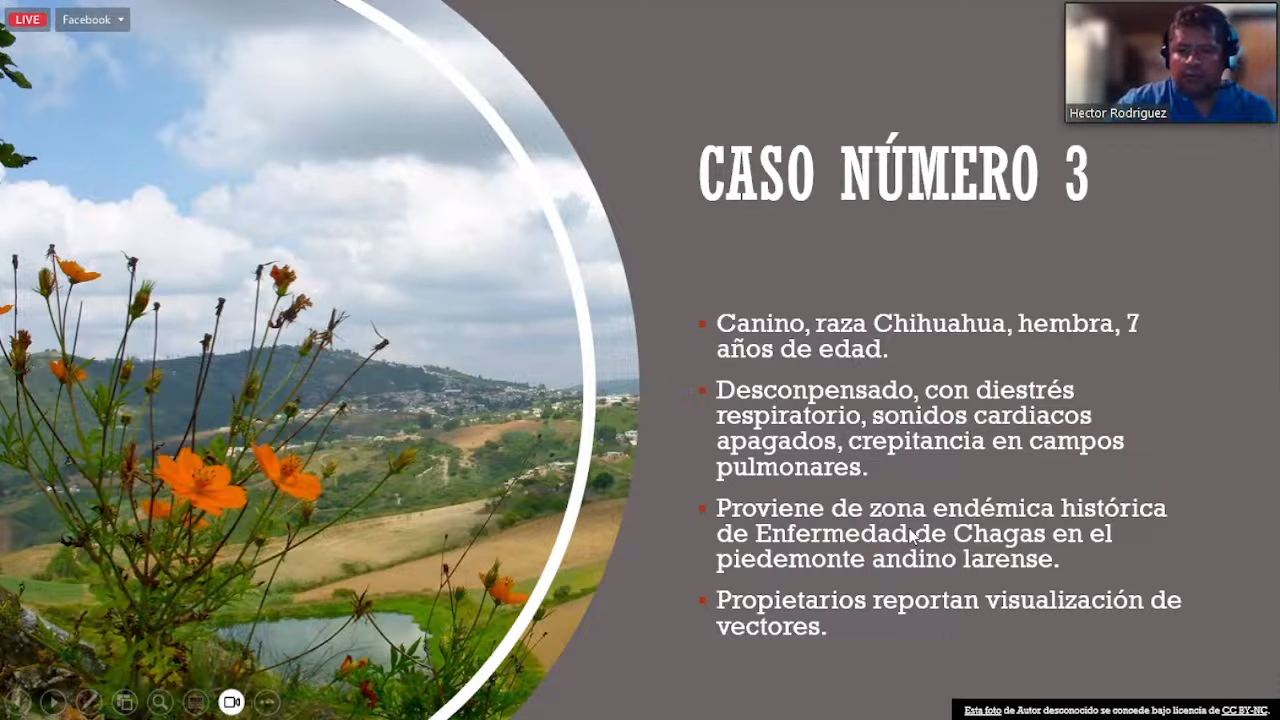 LIVE
Facebook
Hector Rodriguez
CASO NÚMERO 3
Canino, raza Chihuahua, hembra, 7
años de edad.
Desconpensado, con diestrés
respiratorio, sonidos cardiacos
apagados, crepitancia en campos
pulmonares.
Proviene de zona endémica histórica
de Enfermedad de Chagas en el
piedemonte andino larense.
Propietarios reportan visualización de
vectores.
Esta foto de Autor desconocido se concede bajo licencia de CC BY-NC.